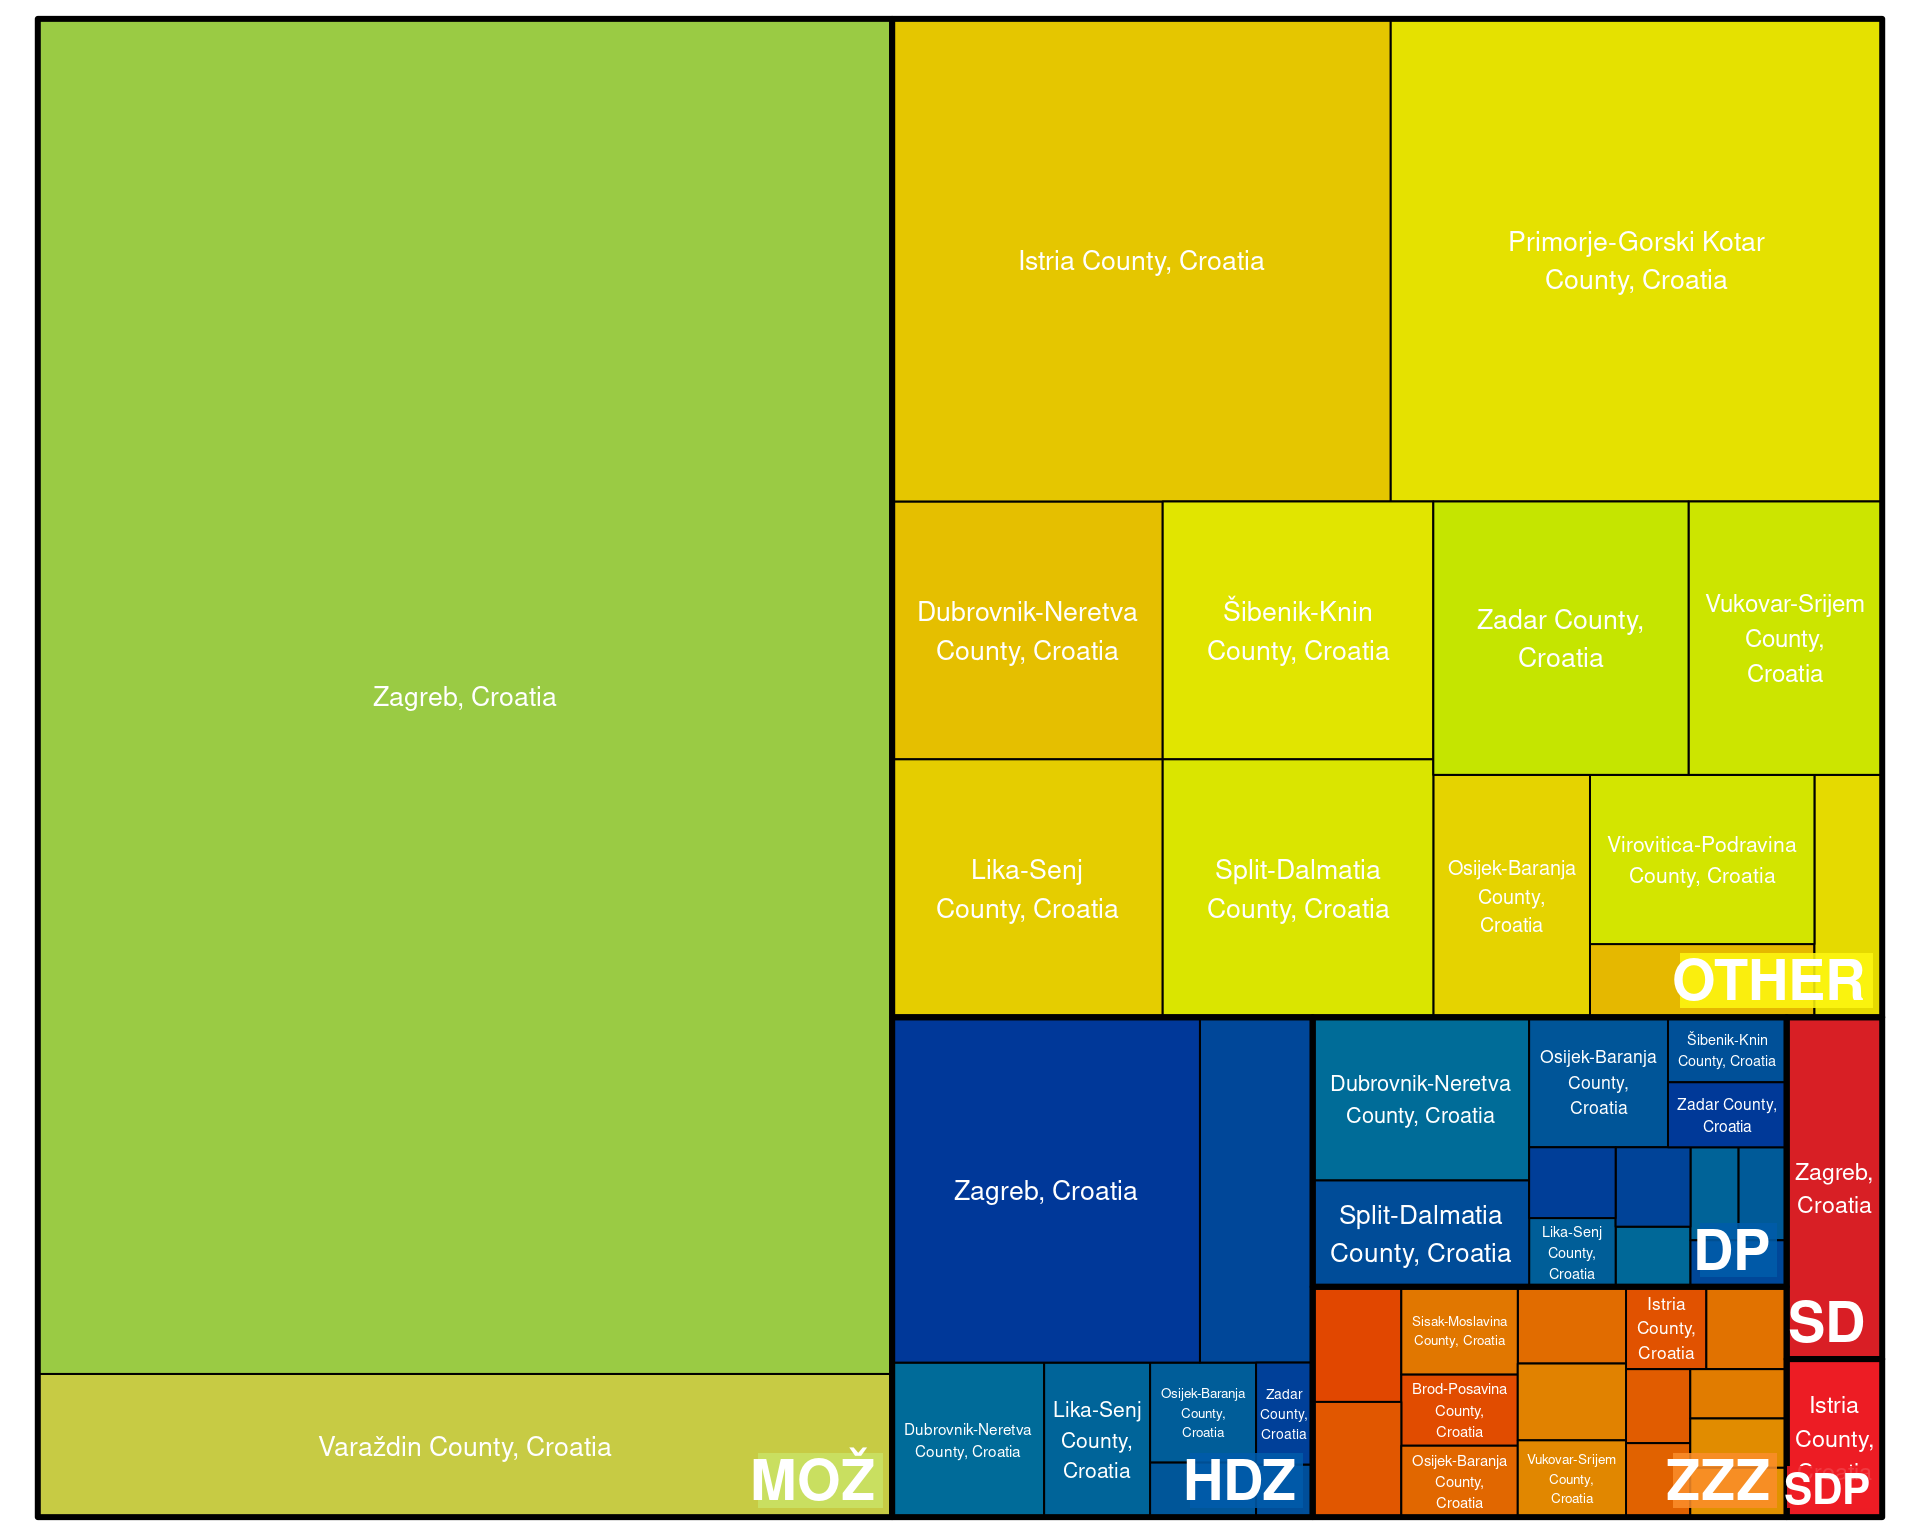 Zagreb, Croatia
Varaždin County, Croatia
MOŽ
Istria County, Croatia
Primorje-Gorski Kotar
County, Croatia
Dubrovnik-Neretva
County, Croatia
Šibenik-Knin
County, Croatia
Zadar County,
Croatia
Vukovar-Srijem
County,
Croatia
Lika-Senj
County, Croatia
Split-Dalmatia
County, Croatia
Osijek-Baranja
County,
Croatia
Virovitica-Podravina
County, Croatia
OTHER
Zagreb, Croatia
Dubrovnik-Neretva
County, Croatia
Lika-Senj
County,
Croatia
Osijek-Baranja
County,
Croatia
Zadar
County,
Croatia
HDZ
Dubrovnik-Neretva
County, Croatia
Split-Dalmatia
County, Croatia
Osijek-Baranja
County,
Croatia
Šibenik-Knin
County, Croatia
Zadar County,
Croatia
Lika-Senj
County,
Croatia
DP
Sisak-Moslavina
County, Croatia
Brod-Posavina
County,
Croatia
Osijek-Baranja
County,
Croatia
Vukovar-Srijem
County,
Croatia
Istria
County,
Croatia
ZZZ
Zagreb,
Croatia
SD
Istria
County,
Croatia
SDP